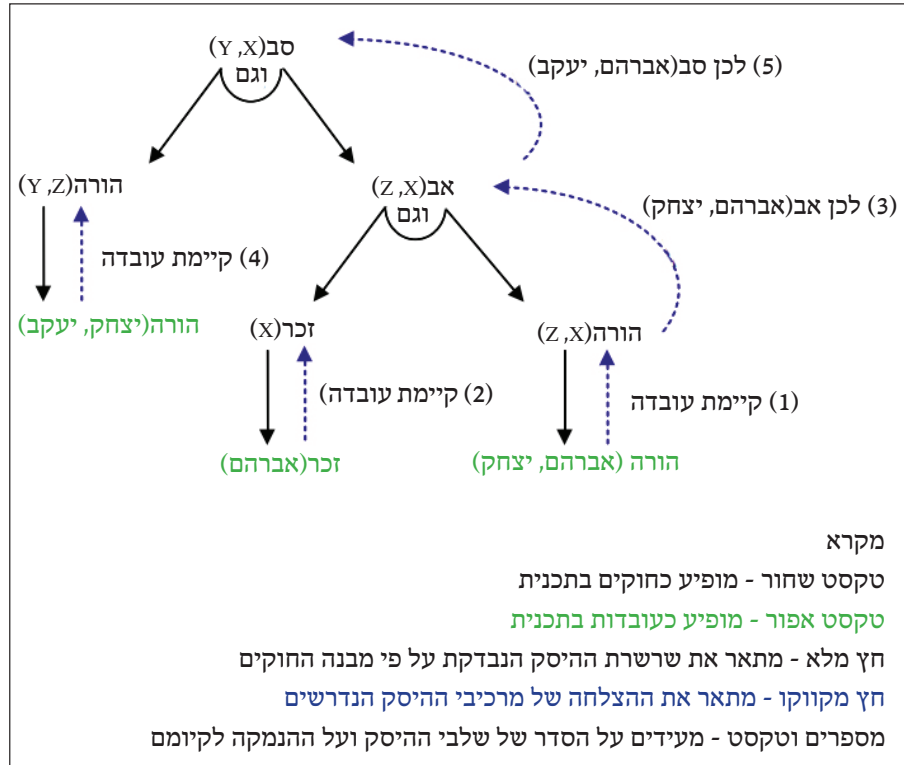 סב(Y ,X)
וגם
(5) לכן סב(אברהם, יעקב)
אב(Z ,X)
וגם
הורה(Y ,Z)
(3) לכן אב(אברהם, יצחק)
(4) קיימת עובדה
הורה(Z ,X)
זכר(X)
הורה(יצחק, יעקב)
(1) קיימת עובדה
(2) קיימת עובדה)
הורה (אברהם, יצחק)
זכר(אברהם)
מקרא
טקסט שחור - מופיע כחוקים בתכנית
טקסט אפור - מופיע כעובדות בתכנית
חץ מלא - מתאר את שרשרת ההיסק הנבדקת על פי מבנה החוקים
חץ מקווקו - מתאר את ההצלחה של מרכיבי ההיסק הנדרשים
מספרים וטקסט - מעידים על הסדר של שלבי ההיסק ועל ההנמקה לקיומם